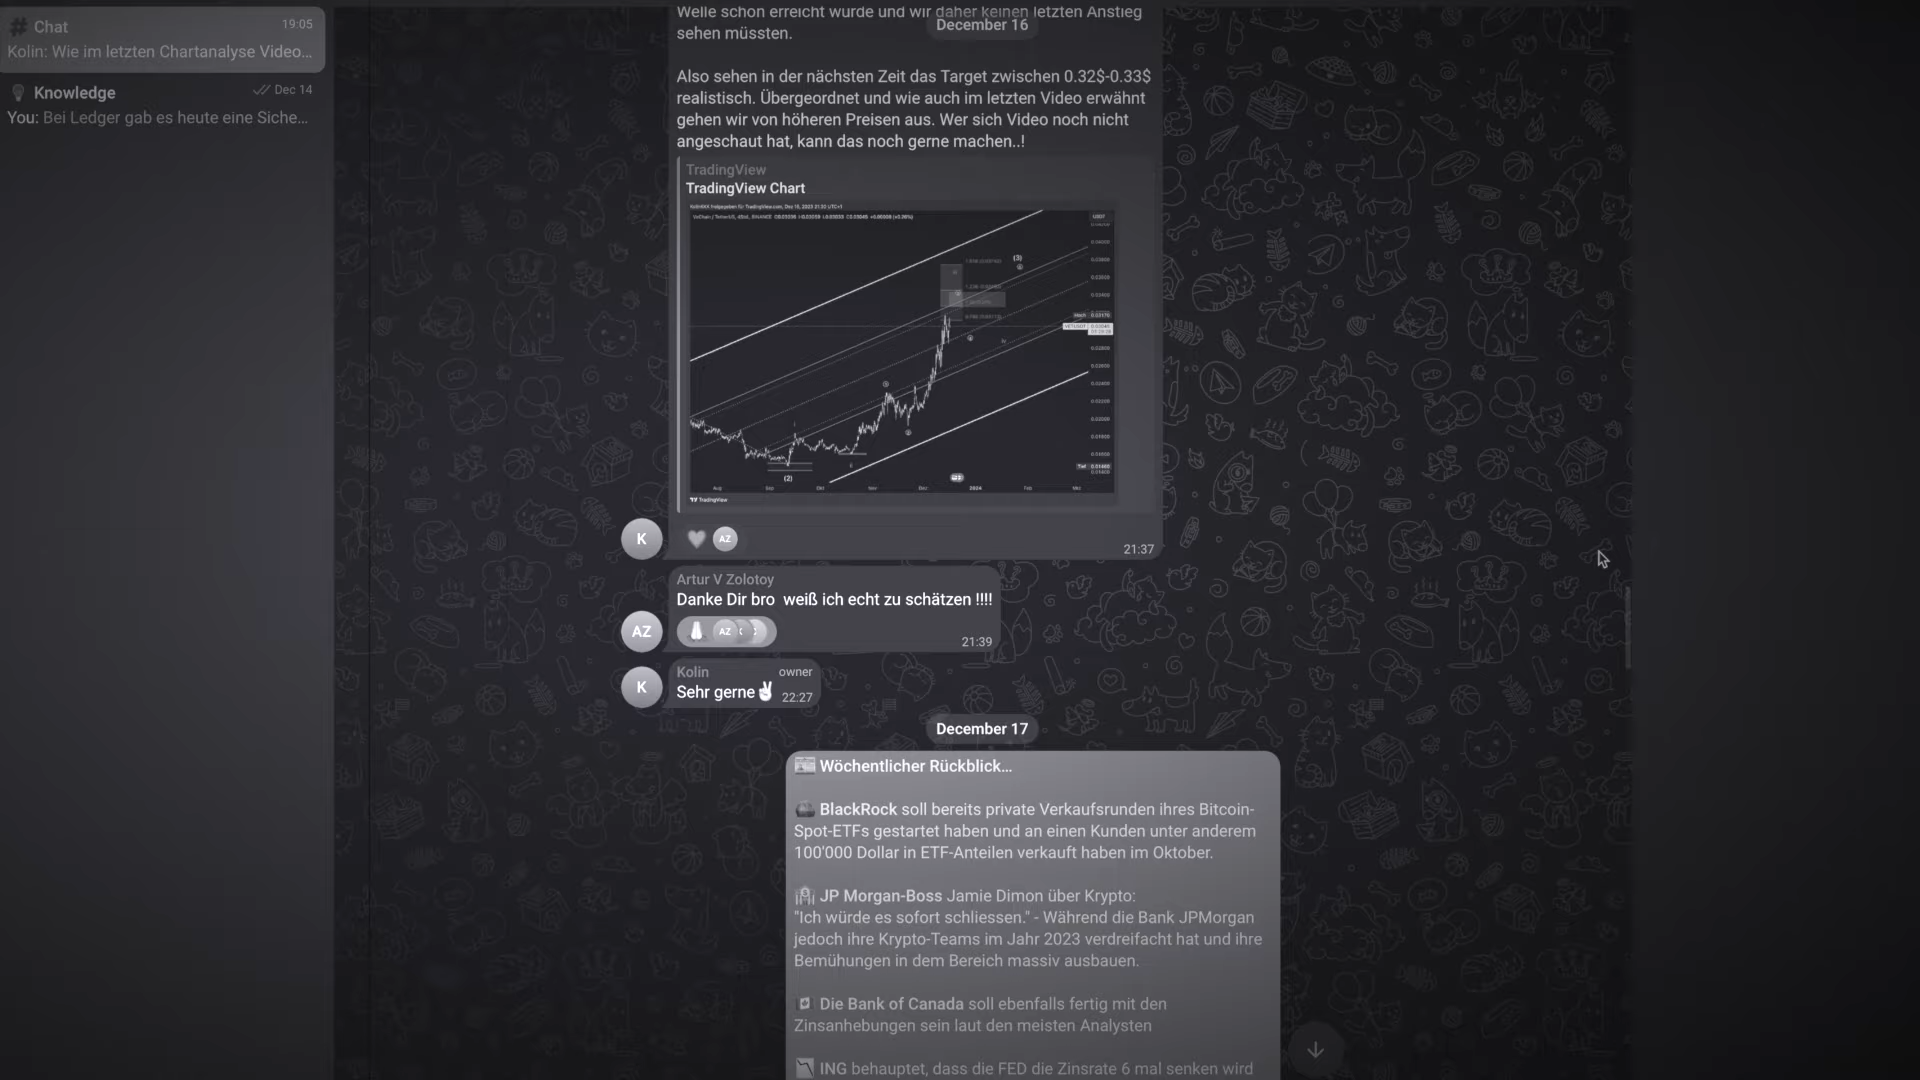 Chat
19:05
Kolin: Wie im letzten Chartanalyse Video...
Knowledge
Dec 14
You: Bei Ledger gab es heute eine Siche...
Welle schon erreicht wurde und wir daher keinen letzten Anstieg
December 16
sehen müssten.
Also sehen in der nächsten Zeit das Target zwischen 0.32$-0.33$
realistisch. Übergeordnet und wie auch im letzten Video erwähnt
gehen wir von höheren Preisen aus. Wer sich Video noch nicht
angeschaut hat, kann das noch gerne machen..!
TradingView
TradingView Chart
(3)
(2)
Aug
Sep
Okt
Nov
Dec
2024
Feb
TradingView
K
AZ
21:37
Artur V Zolotoy
Danke Dir bro weiß ich echt zu schätzen !!!!
AZ
AZ
21:39
Kolin
owner
K
Sehr gerne
22:27
December 17
Wöchentlicher Rückblick...
BlackRock soll bereits private Verkaufsrunden ihres Bitcoin-
Spot-ETFs gestartet haben und an einen Kunden unter anderem
100'000 Dollar in ETF-Anteilen verkauft haben im Oktober.
JP Morgan-Boss Jamie Dimon über Krypto:
"Ich würde es sofort schliessen." - Während die Bank JPMorgan
jedoch ihre Krypto-Teams im Jahr 2023 verdreifacht hat und ihre
Bemühungen in dem Bereich massiv ausbauen.
Die Bank of Canada soll ebenfalls fertig mit den
Zinsanhebungen sein laut den meisten Analysten
ING behauptet, dass die FED die Zinsrate 6 mal senken wird